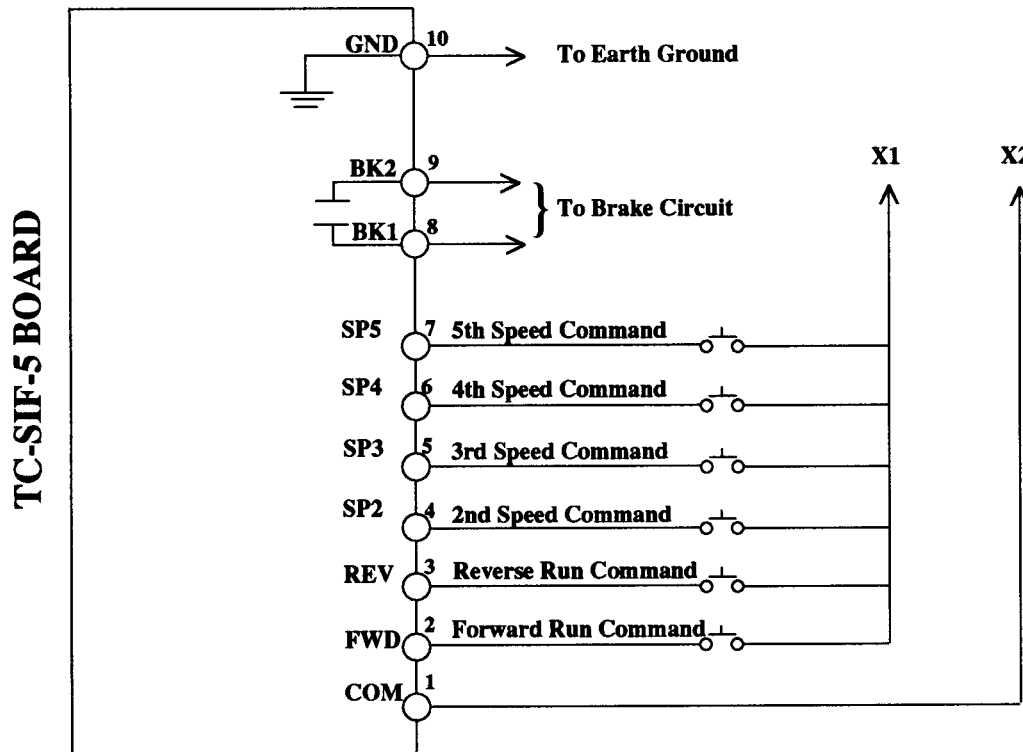 TC-SIF-5 BOARD
GND 10 To Earth Ground
X1 X2
BK2 9
To Brake Circuit
BK1 8
SP5 7 5th Speed Command
SP4 6 4th Speed Command
SP3 5 3rd Speed Command
SP2 4 2nd Speed Command
REV 3 Reverse Run Command
FWD 2 Forward Run Command
COM 1